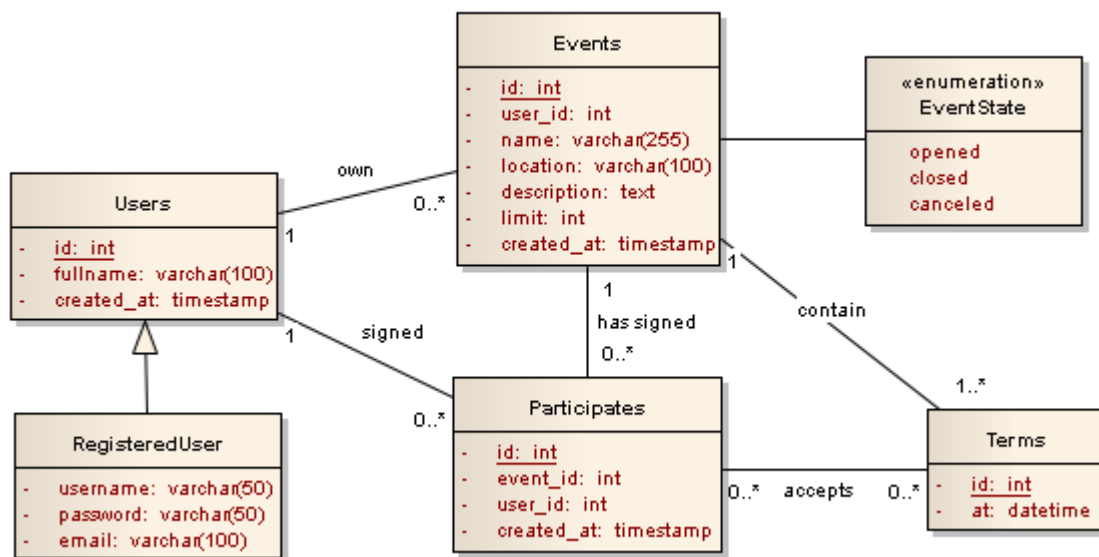 Events
- id: int
- user_id: int
- name: varchar(255)
- location: varchar(100)
- description: text
- limit: int
- created_at: timestamp
«enumeration»
EventState
opened
closed
canceled
own
0..*
1
Users
- id: int
- fullname: varchar(100)
- created_at: timestamp
1
signed
0..*
1
has signed
0..*
1
contain
1..*
RegisteredUser
- username: varchar(50)
- password: varchar(50)
- email: varchar(100)
Participates
- id: int
- event_id: int
- user_id: int
- created_at: timestamp
0..*
accepts
0..*
Terms
- id: int
- at: datetime